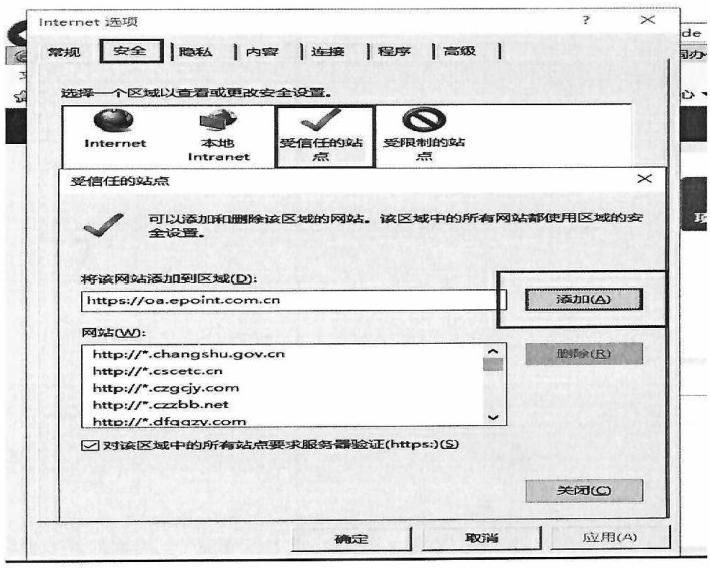 Internet 选项
? ×
de
常规 安全 隐私 内容 连接 程序 高级
选择一个区域以查看或更改安全设置。
Internet 本地 Intranet 受信任的站点 受限制的站点
受信任的站点 ×
可以添加和删除该区域的网站。该区域中的所有网站都使用区域的安
全设置。
将该网站添加到区域(D):
https://oa.epoint.com.cn 添加(A)
网站(W):
http://*.changshu.gov.cn 删除(R)
http://*.cscetc.cn
http://*.czgcjy.com
http://*.czzbb.net
http://*.dfqqzy.com
对该区域中的所有站点要求服务器验证(https:)(S)
关闭(C)
确定 取消 应用(A)